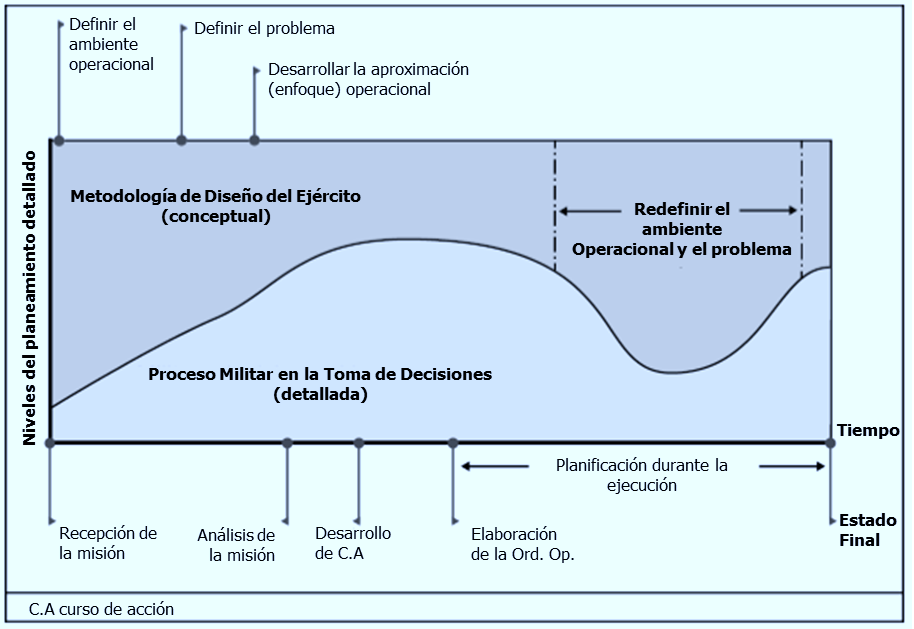 Definir el
ambiente
operacional
Definir el problema
Desarrollar la aproximación
(enfoque) operacional
Niveles del planeamiento detallado
Metodología de Diseño del Ejército
(conceptual)
Redefinir el
ambiente
Operacional y el problema
Proceso Militar en la Toma de Decisiones
(detallada)
Tiempo
Planificación durante la
ejecución
Recepción de
la misión
Análisis de
la misión
Desarrollo
de C.A
Elaboración
de la Ord. Op.
Estado
Final
C.A curso de acción